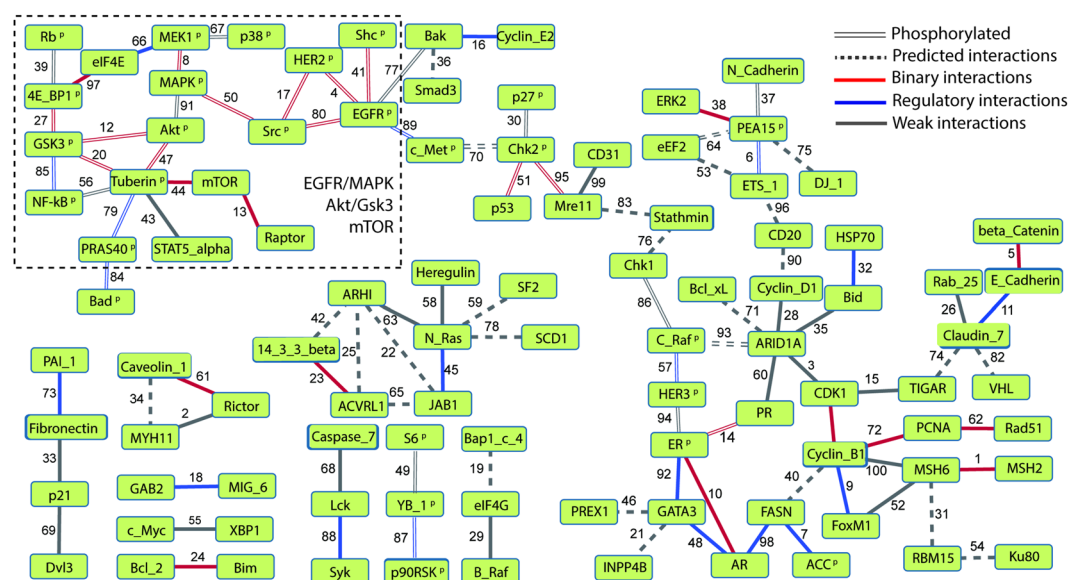 Rb p
MEK1 p
67
p38 p
Shc p
Bak
16
Cyclin_E2
66
eIF4E
39
8
HER2 p
41
77
36
4E_BP1 p
97
MAPK p
50
17
4
Smad3
27
91
80
EGFR p
GSK3 p
12
Akt p
Src p
89
c_Met p
70
85
20
47
56
Tuberin p
44
mTOR
NF-kB p
79
43
13
EGFR/MAPK
Akt/Gsk3
mTOR
PRAS40 p
STAT5_alpha
Raptor
84
Bad p
p27 p
30
Chk2 p
CD31
51
95
99
p53
Mre11
83
Stathmin
76
Chk1
86
Phosphorylated
Predicted interactions
Binary interactions
Regulatory interactions
Weak interactions
N_Cadherin
37
ERK2
38
PEA15 p
eEF2
64
6
75
53
ETS_1
DJ_1
96
CD20
HSP70
90
32
Bcl_xL
Cyclin_D1
Bid
71
28
35
C_Raf p
93
ARID1A
57
60
3
HER3 p
CDK1
15
TIGAR
94
PR
ER p
14
beta_Catenin
5
Rab_25
E_Cadherin
26
11
Claudin_7
74
82
VHL
72
PCNA
62
Rad51
Cyclin_B1
100
MSH6
1
MSH2
92
10
40
9
52
31
PREX1
46
GATA3
FASN
FoxM1
21
48
98
7
INPP4B
AR
ACC p
RBM15
54
Ku80
Heregulin
ARHI
58
59
SF2
42
63
N_Ras
78
SCD1
14_3_3_beta
25
22
23
45
ACVRL1
65
JAB1
PAI_1
Caveolin_1
61
73
34
Rictor
Fibronectin
2
MYH11
33
p21
GAB2
18
MIG_6
69
c_Myc
55
XBP1
Dvl3
Bcl_2
24
Bim
Caspase_7
S6 p
Bap1_c_4
68
49
19
Lck
YB_1 p
eIF4G
88
87
29
Syk
p90RSK p
B_Raf